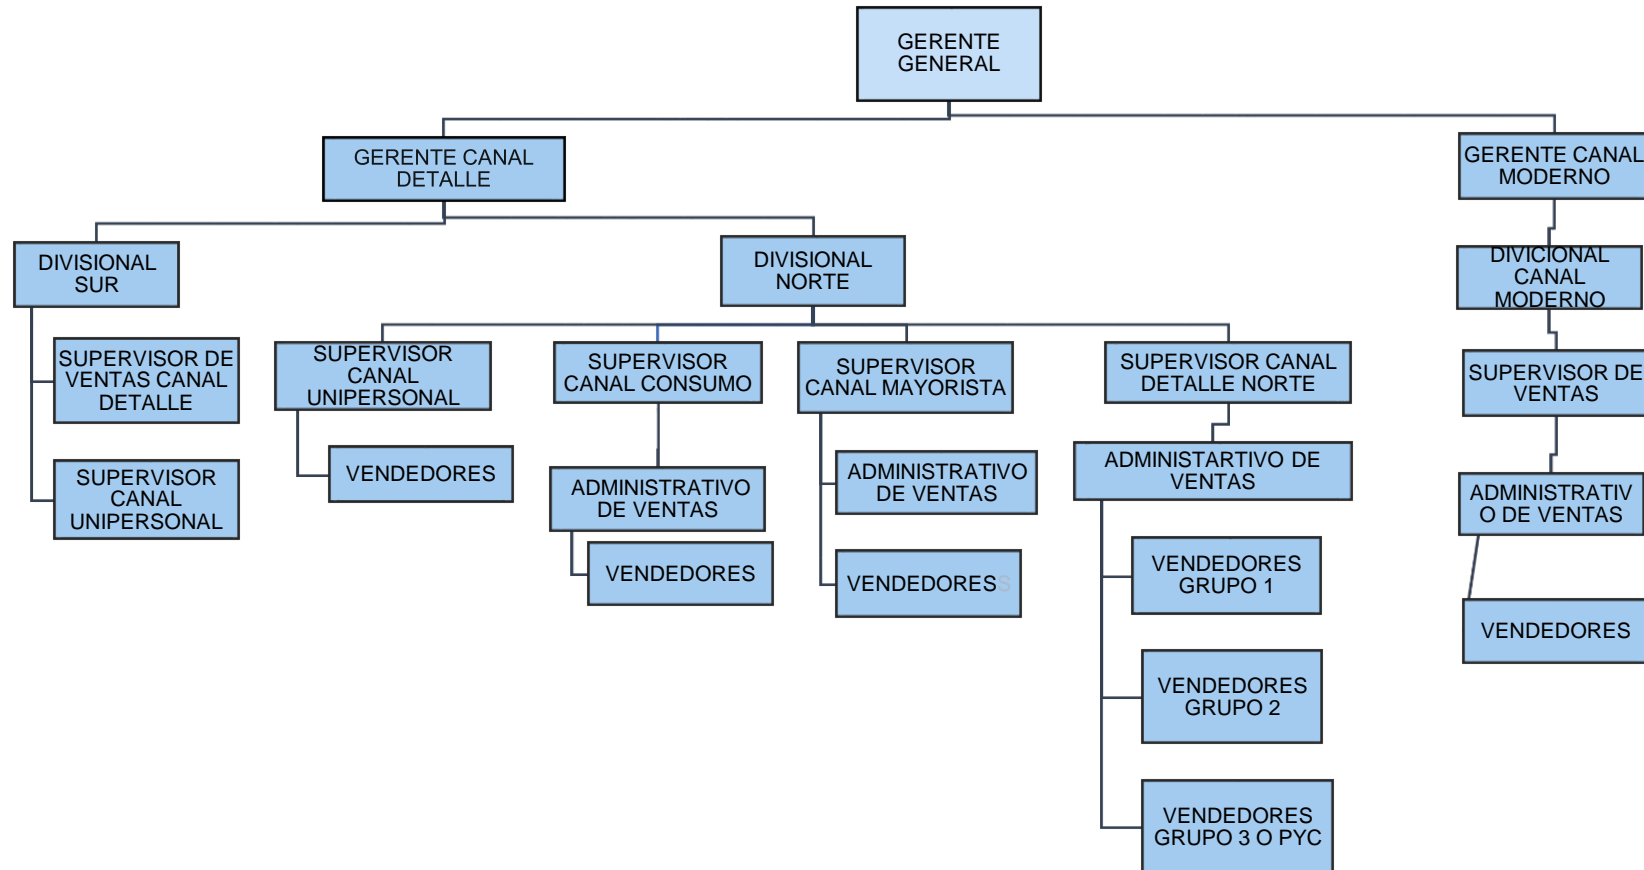 GERENTE
GENERAL
GERENTE CANAL
DETALLE
GERENTE CANAL
MODERNO
DIVISIONAL
SUR
DIVISIONAL
NORTE
DIVICIONAL
CANAL
MODERNO
SUPERVISOR DE
VENTAS CANAL
DETALLE
SUPERVISOR
CANAL
UNIPERSONAL
SUPERVISOR
CANAL
UNIPERSONAL
VENDEDORES
SUPERVISOR
CANAL CONSUMO
ADMINISTRATIVO
DE VENTAS
VENDEDORES
SUPERVISOR
CANAL MAYORISTA
ADMINISTRATIVO
DE VENTAS
VENDEDORESS
SUPERVISOR CANAL
DETALLE NORTE
ADMINISTARTIVO DE
VENTAS
VENDEDORES
GRUPO 1
VENDEDORES
GRUPO 2
VENDEDORES
GRUPO 3 O PYC
SUPERVISOR DE
VENTAS
ADMINISTRATIV
O DE VENTAS
VENDEDORES